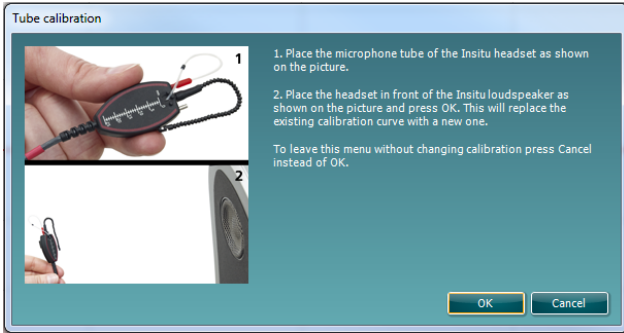 Tube calibration
1
1. Place the microphone tube of the Insitu headset as shown
on the picture.
2. Place the headset in front of the Insitu loudspeaker as
shown on the picture and press OK. This will replace the
existing calibration curve with a new one.
To leave this menu without changing calibration press Cancel
instead of OK.
2
OK
Cancel